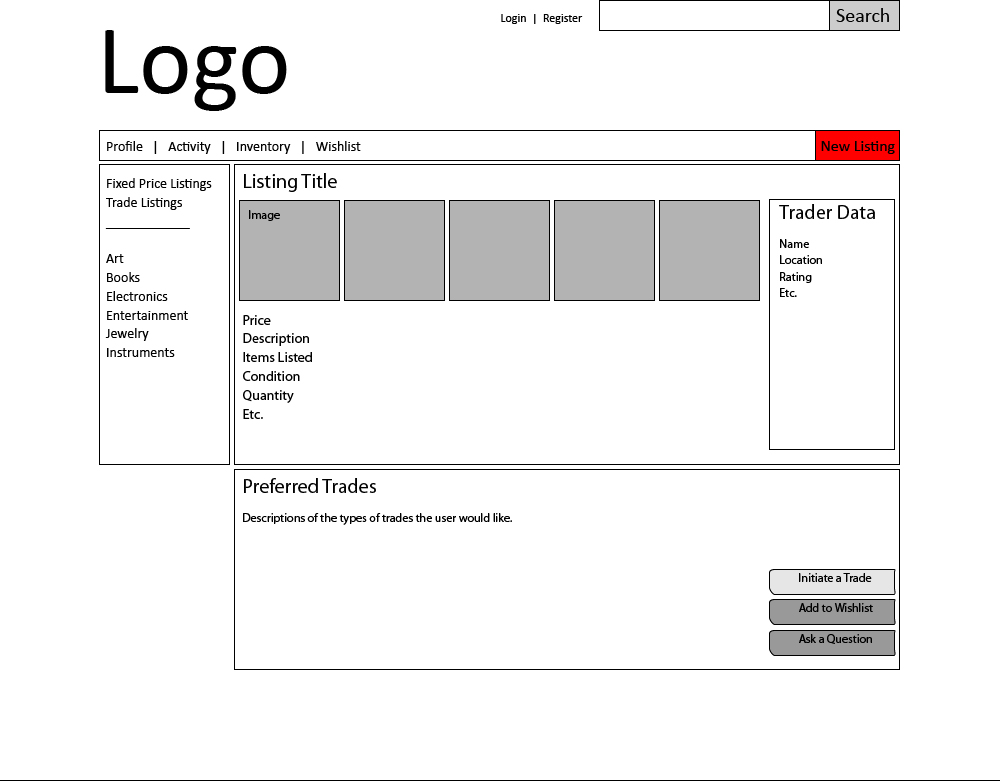 Login | Register
Search
Logo
Profile | Activity | Inventory | Wishlist
New Listing
Fixed Price Listings
Trade Listings
Art
Books
Electronics
Entertainment
Jewelry
Instruments
Listing Title
Image
Price
Description
Items Listed
Condition
Quantity
Etc.
Trader Data
Name
Location
Rating
Etc.
Preferred Trades
Descriptions of the types of trades the user would like.
Initiate a Trade
Add to Wishlist
Ask a Question